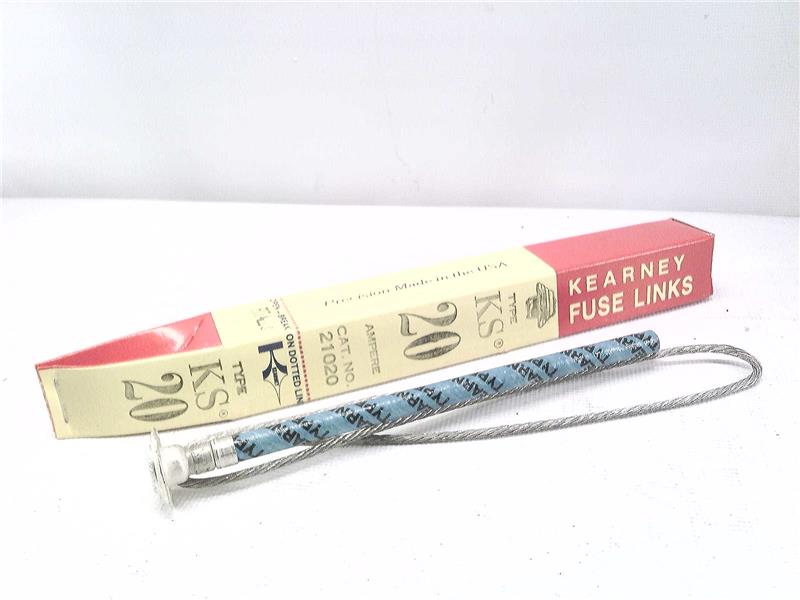 KEARNEY
FUSE LINKS
Precision Made in the USA
TYPE
KS®
20
AMPERE
CAT. NO.
21020
ON DOTTED LINE
K
TYPE
KS®
20